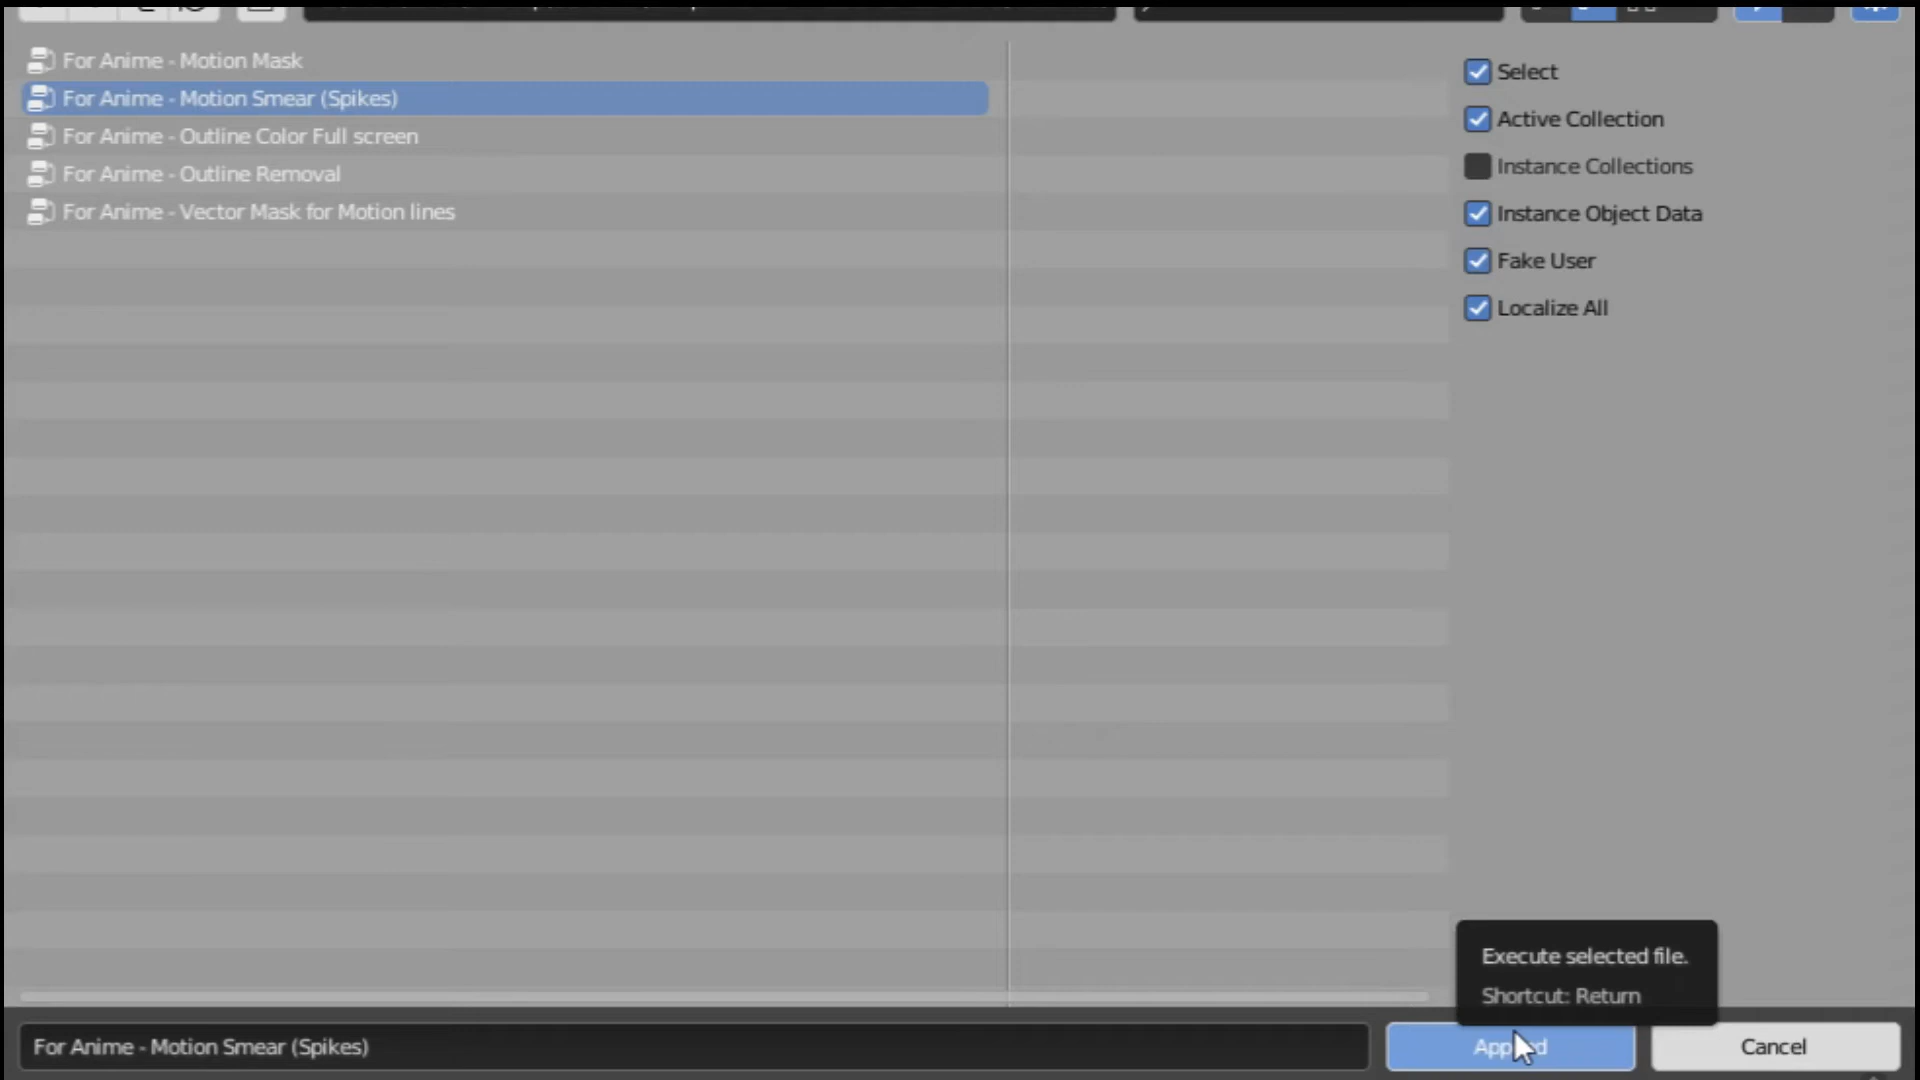 For Anime - Motion Mask
For Anime - Motion Smear (Spikes)
For Anime - Outline Color Full screen
For Anime - Outline Removal
For Anime - Vector Mask for Motion lines
Select
Active Collection
Instance Collections
Instance Object Data
Fake User
Localize All
Execute selected file.
Shortcut: Return
For Anime - Motion Smear (Spikes)
Cancel